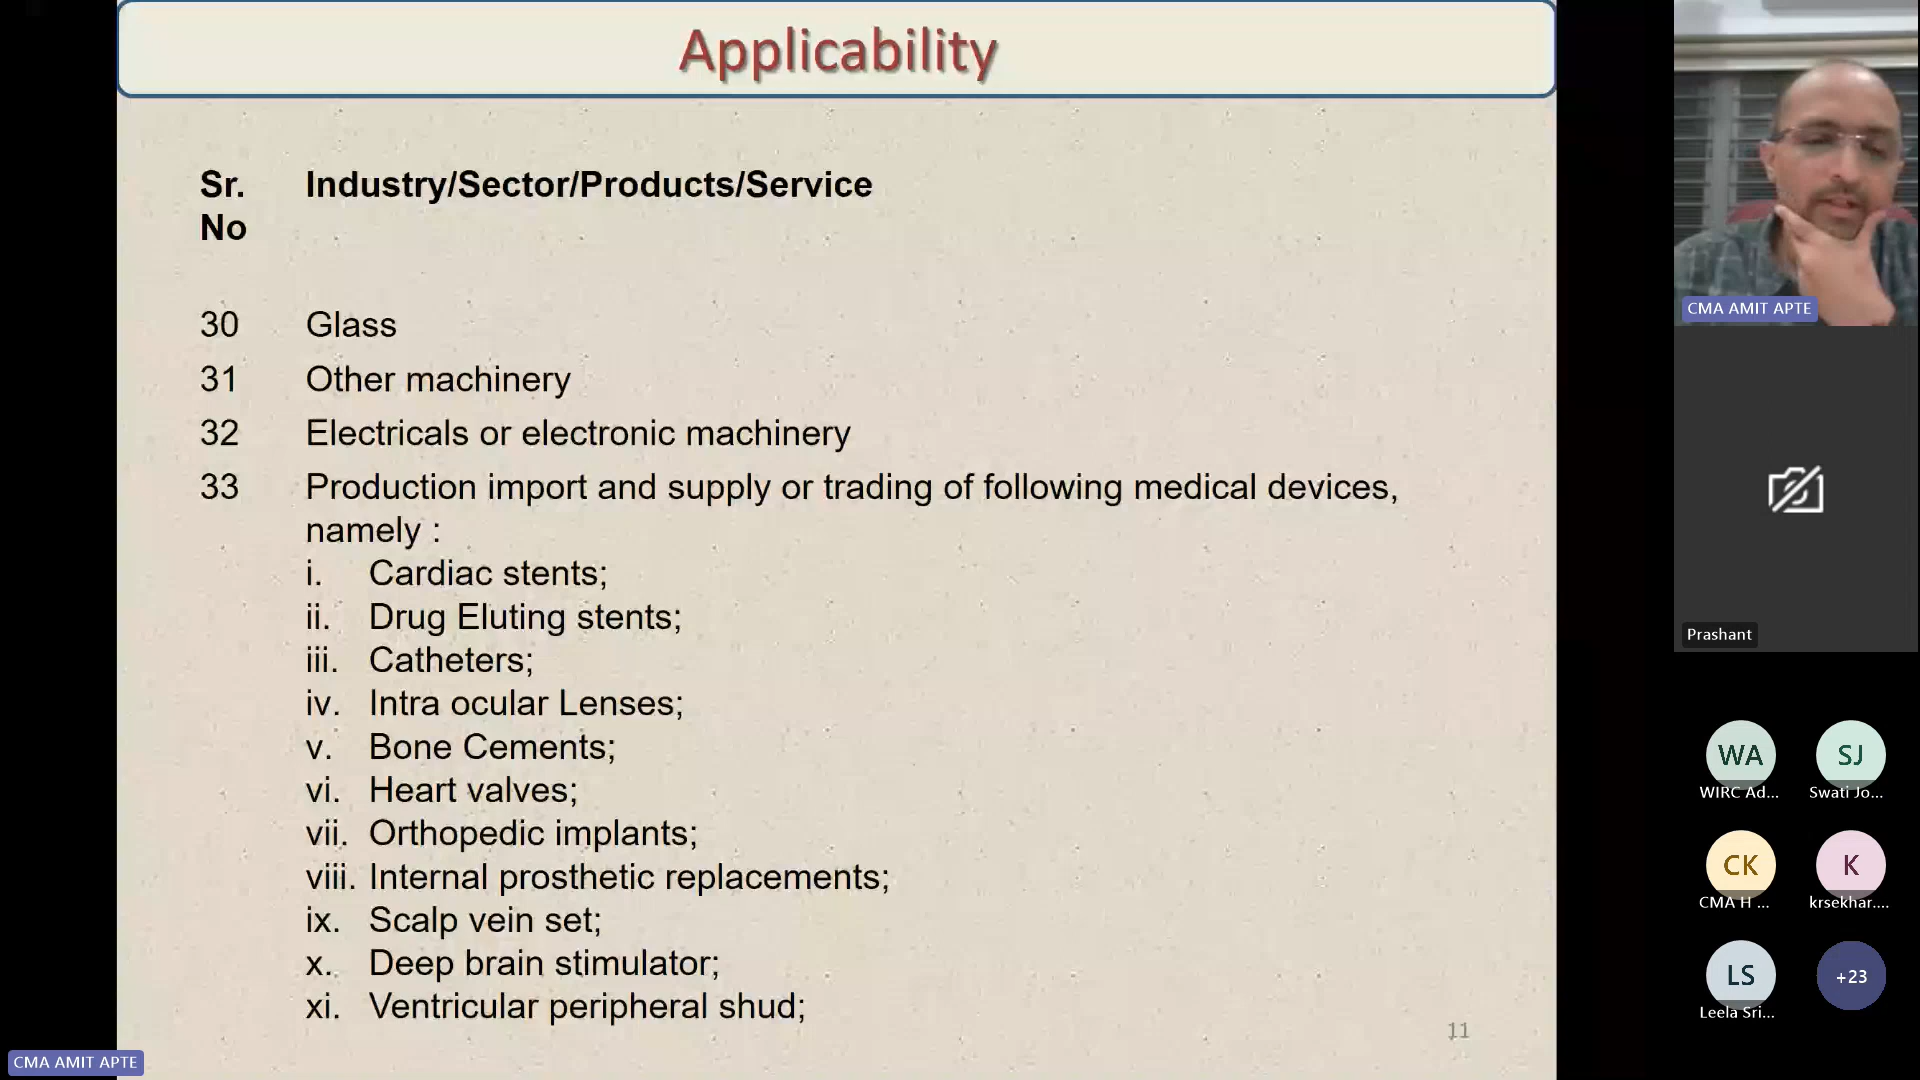 Applicability
Sr. No
Industry/Sector/Products/Service
30 Glass
31 Other machinery
32 Electricals or electronic machinery
33 Production import and supply or trading of following medical devices,
namely :
i. Cardiac stents;
ii. Drug Eluting stents;
iii. Catheters;
iv. Intra ocular Lenses;
v. Bone Cements;
vi. Heart valves;
vii. Orthopedic implants;
viii. Internal prosthetic replacements;
ix. Scalp vein set;
x. Deep brain stimulator;
xi. Ventricular peripheral shud;
11
CMA AMIT APTE
CMA AMIT APTE
Prashant
WA SJ
WIRC Ad... Swati Jo...
CK K
CMA H ... krsekhar....
LS +23
Leela Sri...